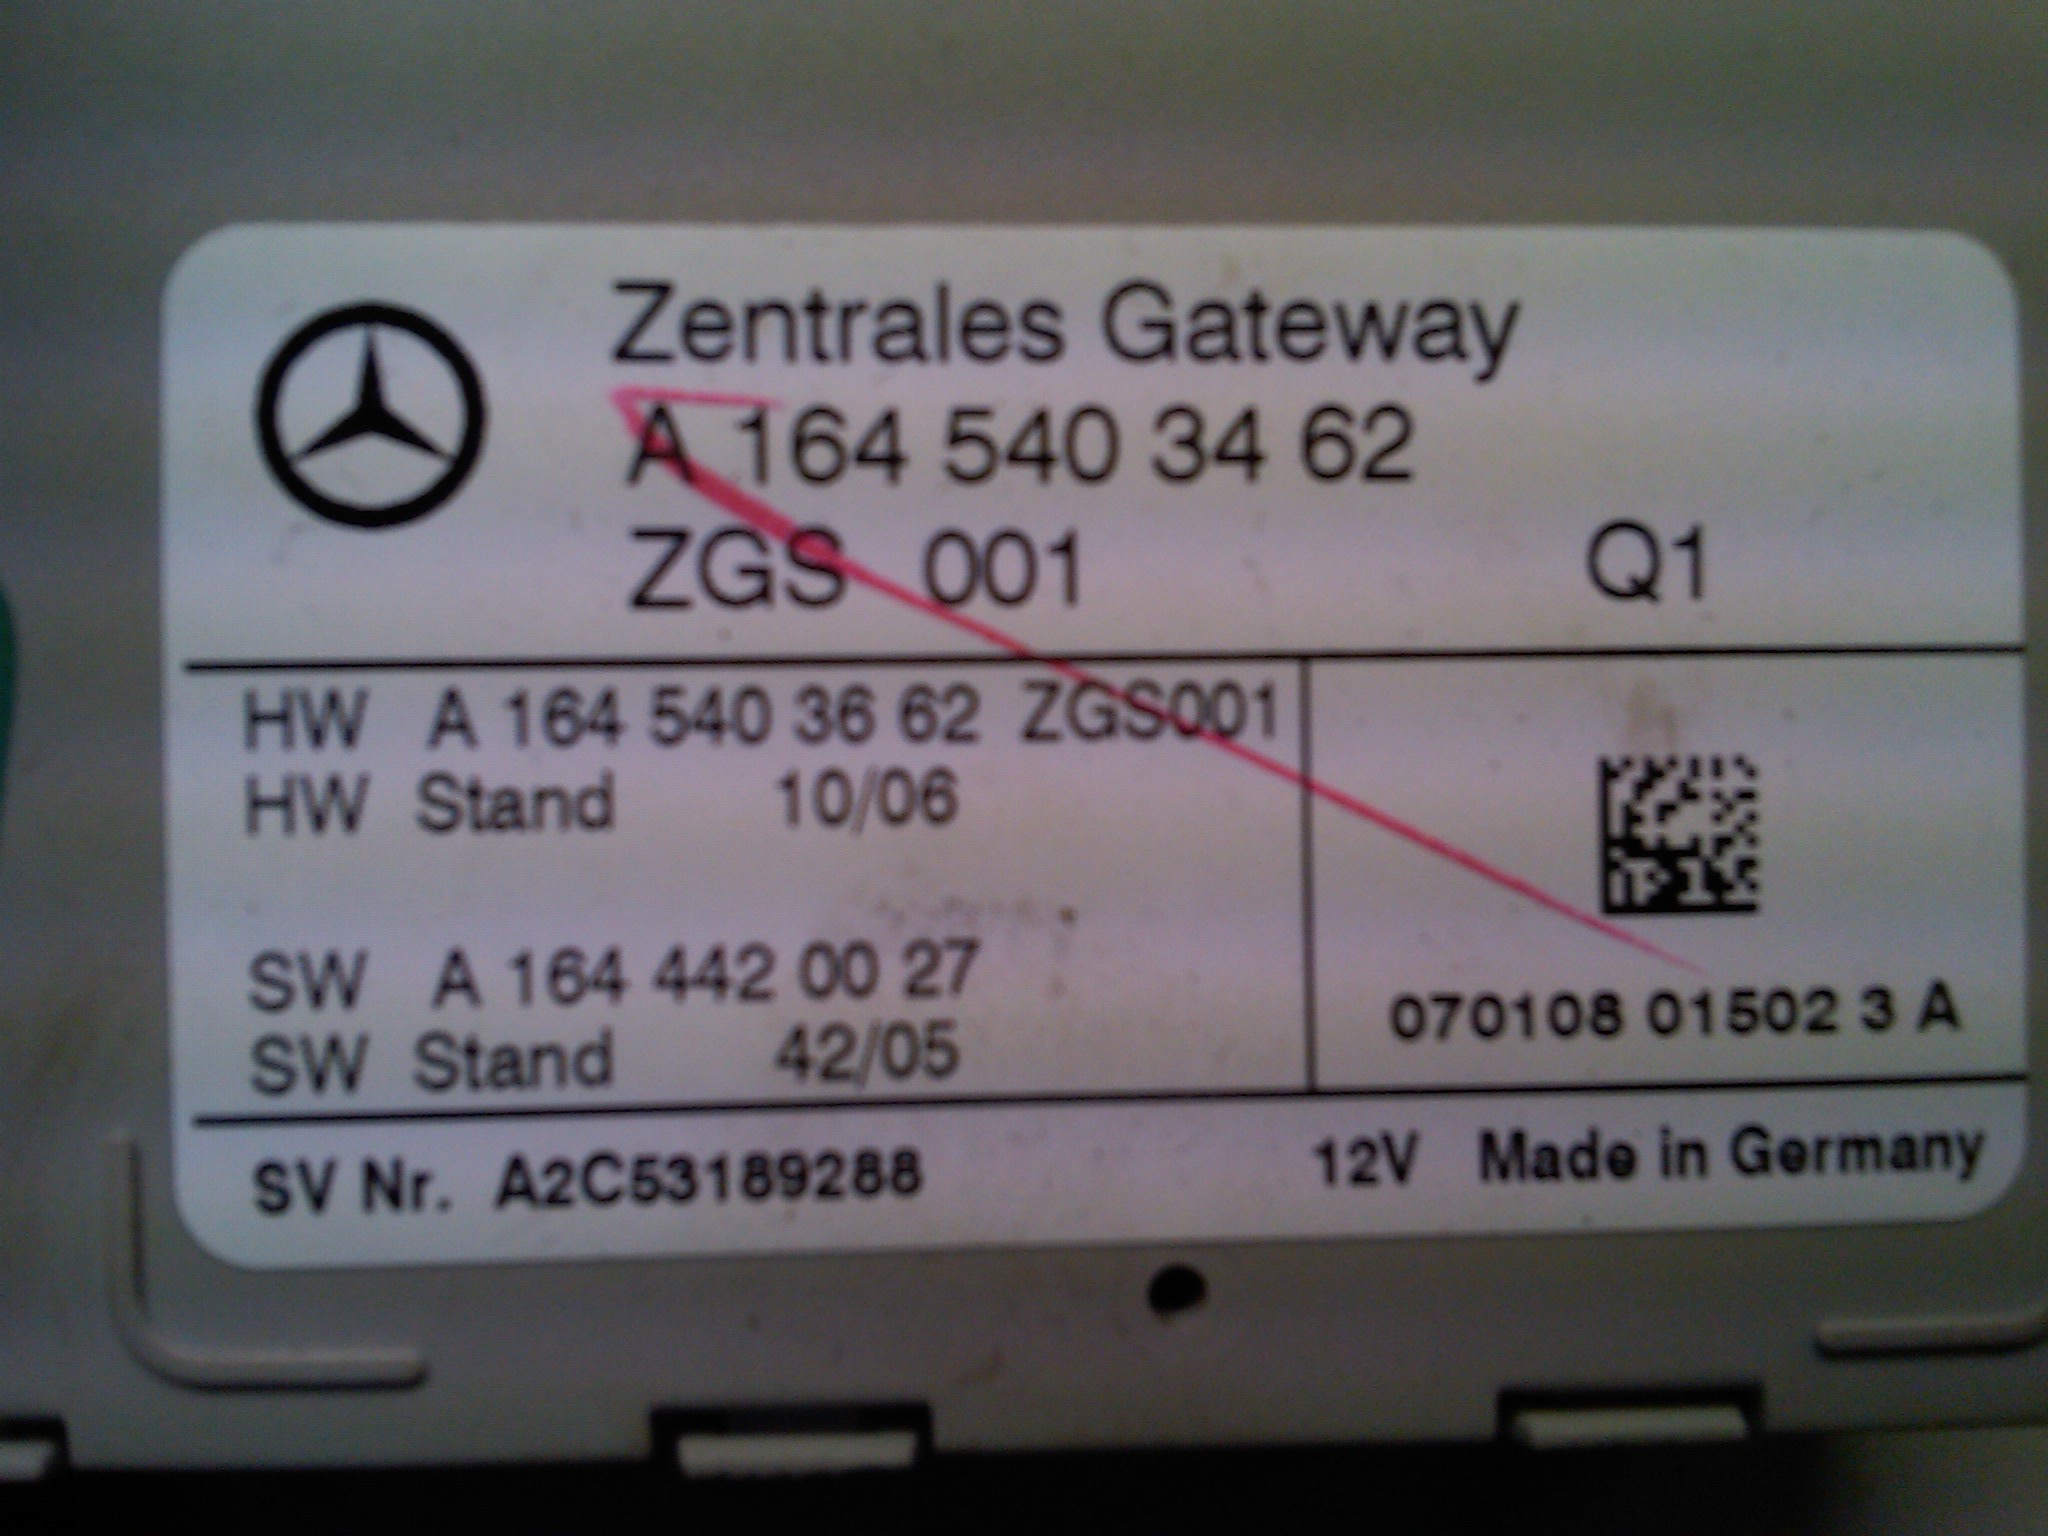 Zentrales Gateway
A 164 540 34 62
ZGS 001 Q1
HW A 164 540 36 62 ZGS001
HW Stand 10/06
SW A 164 442 00 27
SW Stand 42/05
070108 01502 3 A
SV Nr. A2C53189288 12V Made in Germany